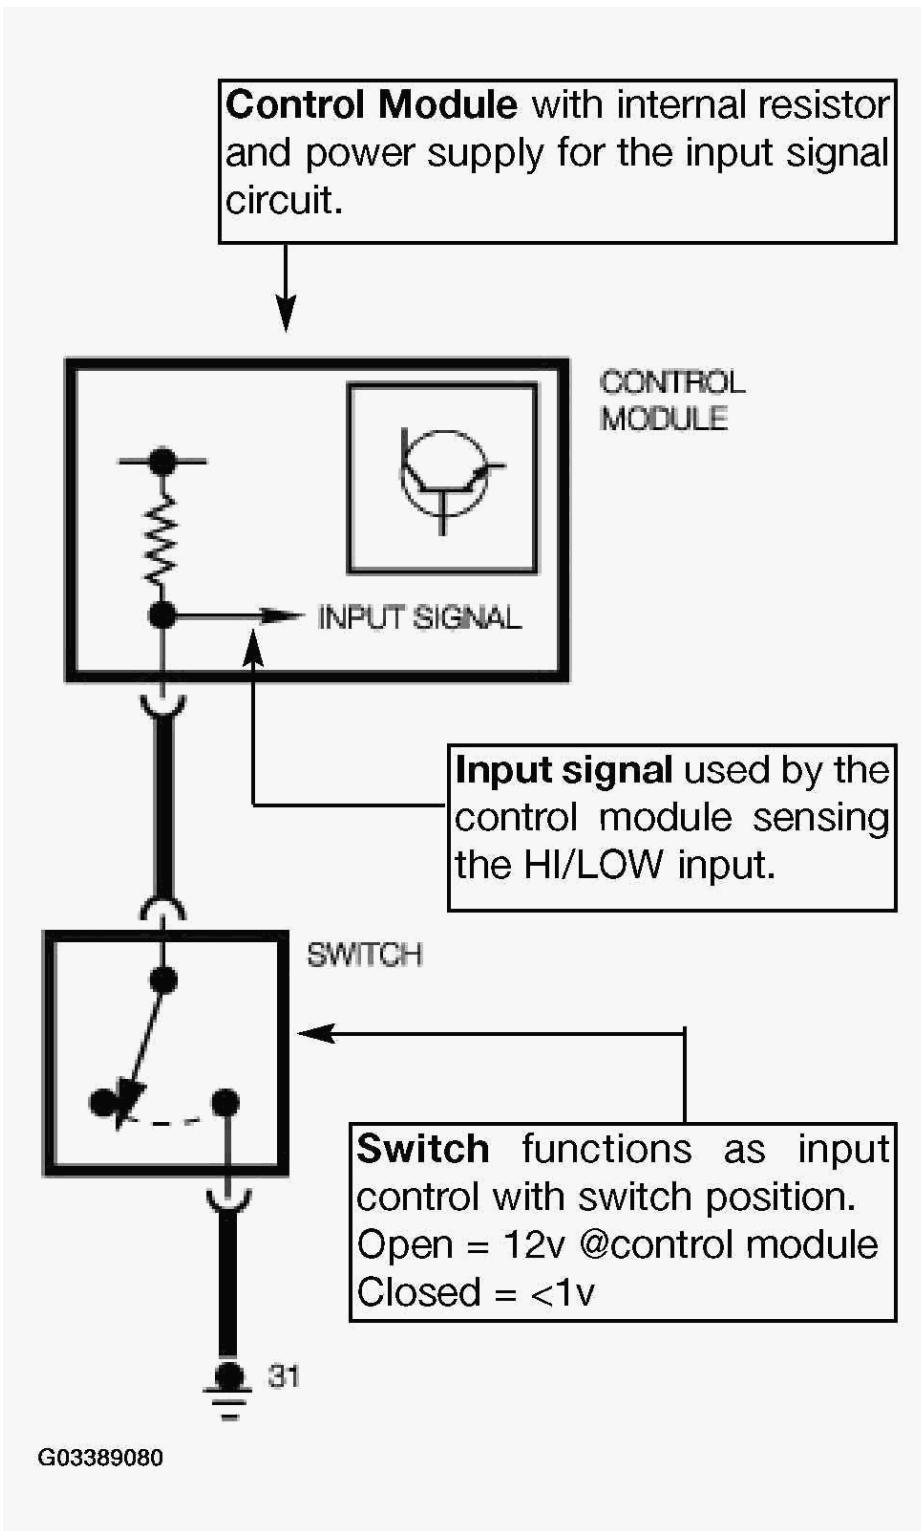 Control Module with internal resistor
and power supply for the input signal
circuit.
CONTROL
MODULE
INPUT SIGNAL
Input signal used by the
control module sensing
the HI/LOW input.
SWITCH
Switch functions as input
control with switch position.
Open = 12v @control module
Closed = <1v
31
G03389080